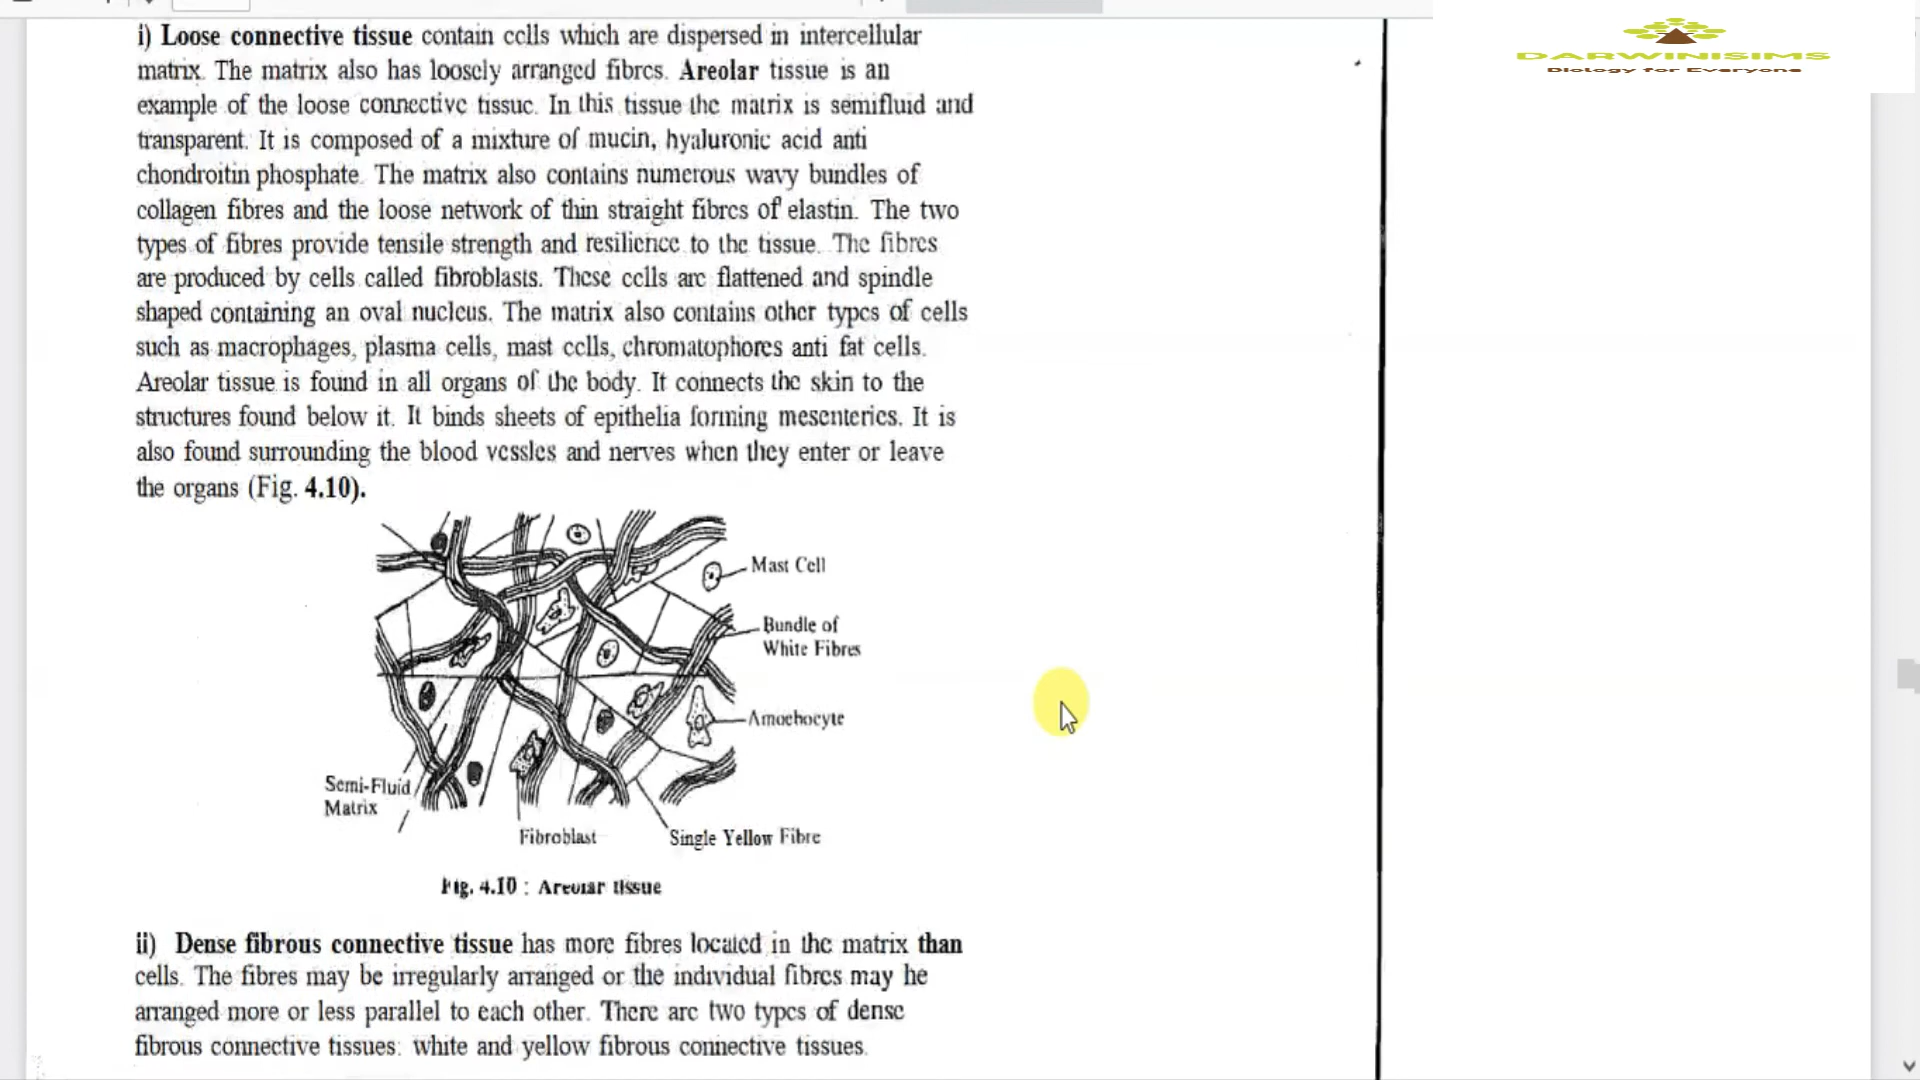 DARWINISIMS
Biology for Everyone
i) Loose connective tissue contain cells which are dispersed in intercellular
matrix. The matrix also has loosely arranged fibres. Areolar tissue is an
example of the loose connective tissue. In this tissue the matrix is semifluid and
transparent. It is composed of a mixture of mucin, hyaluronic acid anti
chondroitin phosphate. The matrix also contains numerous wavy bundles of
collagen fibres and the loose network of thin straight fibres of elastin. The two
types of fibres provide tensile strength and resilience to the tissue. The fibres
are produced by cells called fibroblasts. These cells are flattened and spindle
shaped containing an oval nucleus. The matrix also contains other types of cells
such as macrophages, plasma cells, mast cells, chromatophores anti fat cells.
Areolar tissue is found in all organs of the body. It connects the skin to the
structures found below it. It binds sheets of epithelia forming mesenteries. It is
also found surrounding the blood vessles and nerves when they enter or leave
the organs (Fig. 4.10).
Mast Cell
Bundle of
White Fibres
Amoebocyte
Semi-Fluid
Matrix
Fibroblast
Single Yellow Fibre
Fig. 4.10 : Areolar tissue
ii) Dense fibrous connective tissue has more fibres located in the matrix than
cells. The fibres may be irregularly arranged or the individual fibres may he
arranged more or less parallel to each other. There are two types of dense
fibrous connective tissues: white and yellow fibrous connective tissues.